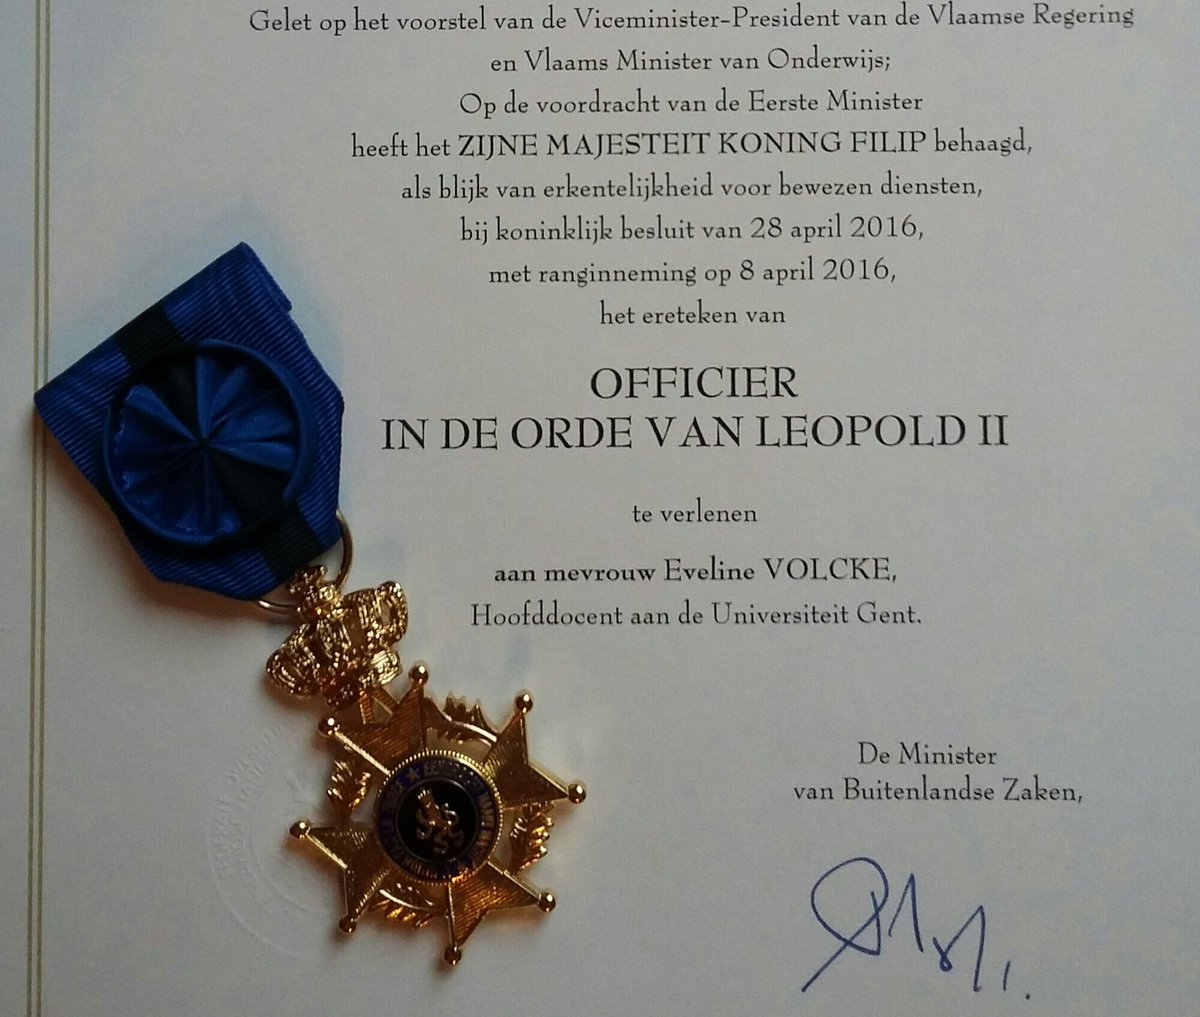 Gelet op het voorstel van de Viceminister-President van de Vlaamse Regering
en Vlaams Minister van Onderwijs;
Op de voordracht van de Eerste Minister
heeft het ZIJNE MAJESTEIT KONING FILIP behaagd,
als blijk van erkentelijkheid voor bewezen diensten,
bij koninklijk besluit van 28 april 2016,
met ranginneming op 8 april 2016,
het ereteken van
OFFICIER
IN DE ORDE VAN LEOPOLD II
te verlenen
aan mevrouw Eveline VOLCKE,
Hoofddocent aan de Universiteit Gent.
De Minister
van Buitenlandse Zaken,